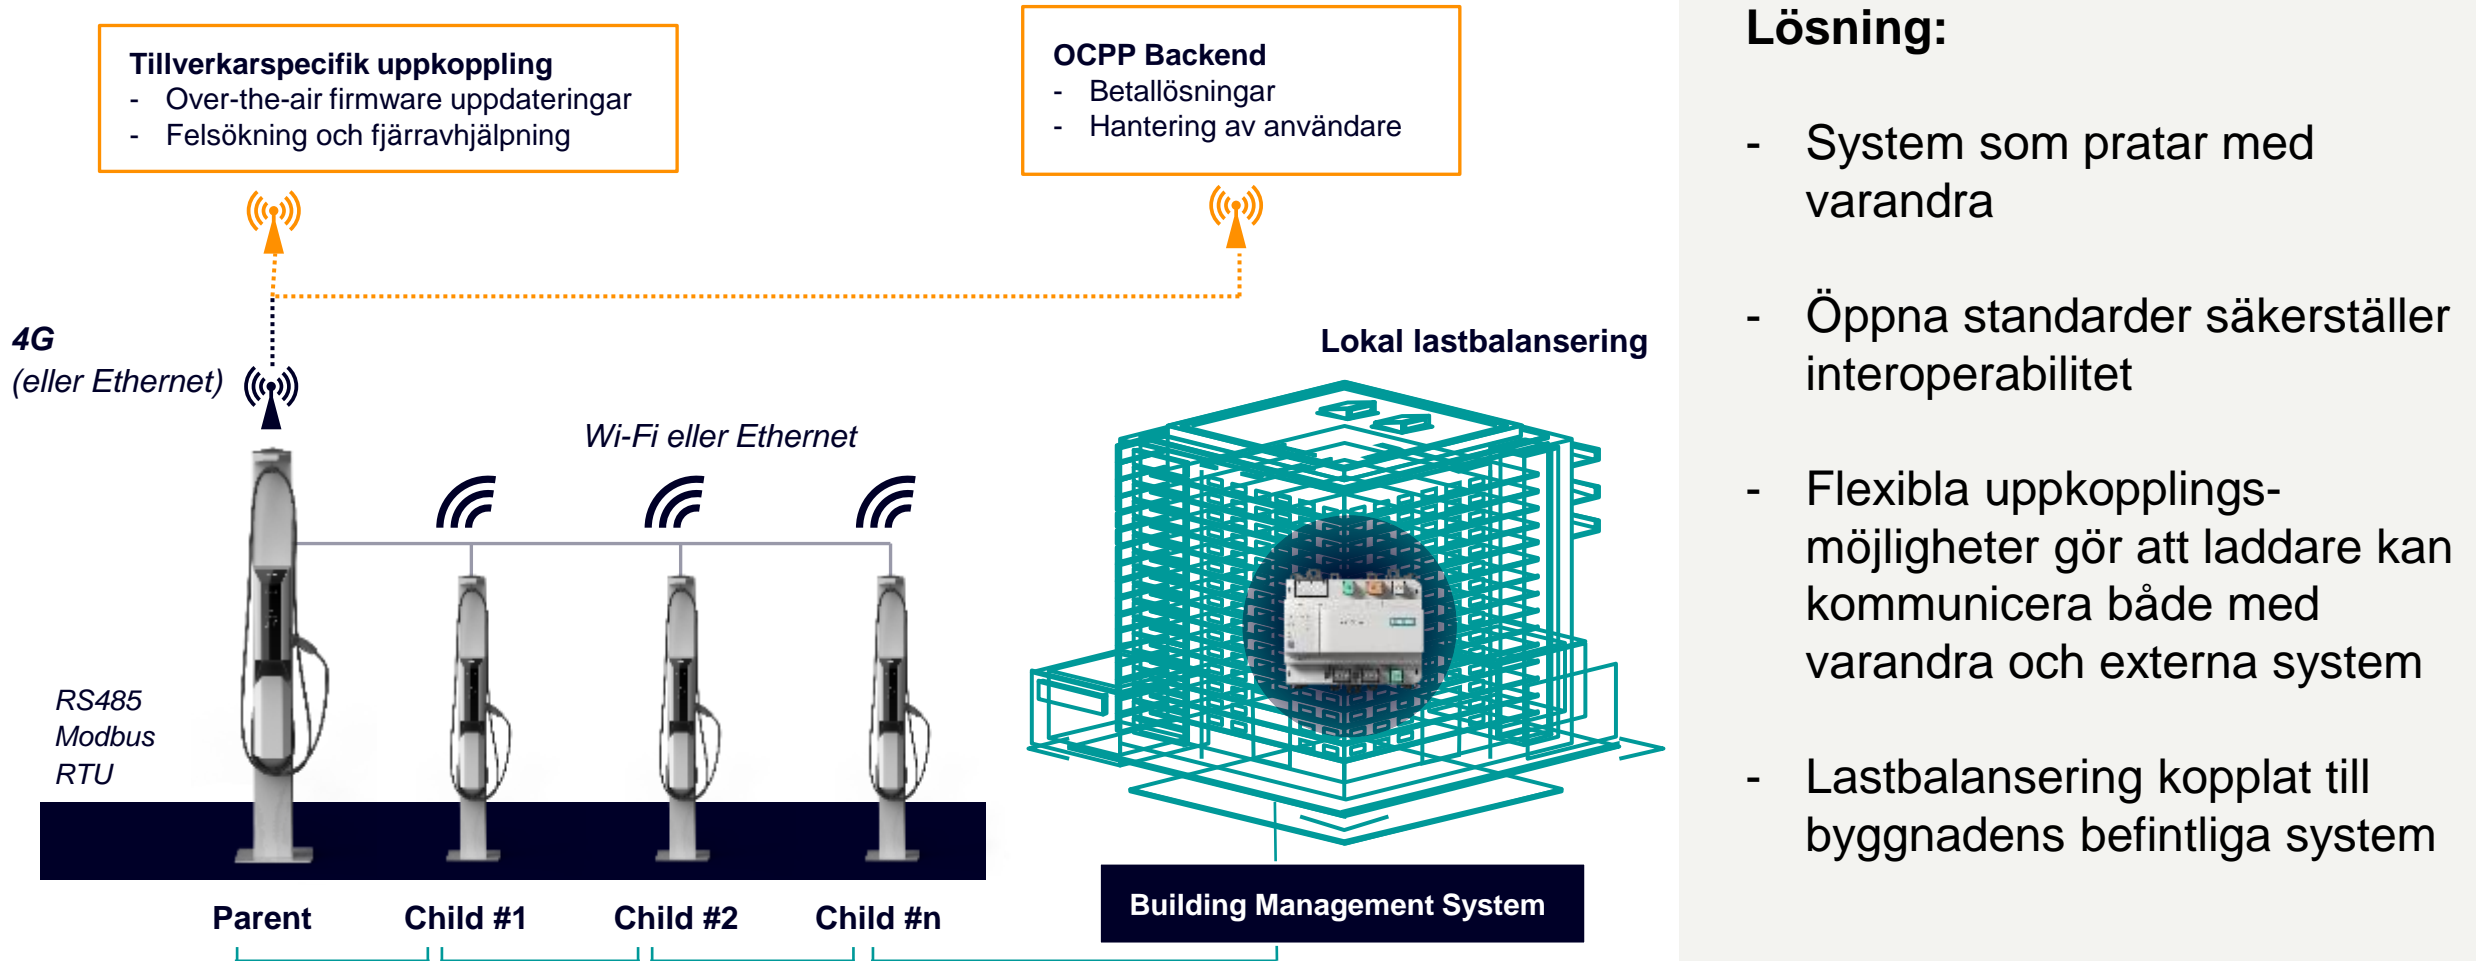 Tillverkarspecifik uppkoppling
- Over-the-air firmware uppdateringar
- Felsökning och fjärravhjälpning
OCPP Backend
- Betallösningar
- Hantering av användare
4G
(eller Ethernet)
Wi-Fi eller Ethernet
RS485
Modbus
RTU
Parent
Child #1
Child #2
Child #n
Lokal lastbalansering
Building Management System
Lösning:
- System som pratar med
varandra
- Öppna standarder säkerställer
interoperabilitet
- Flexibla uppkopplings-
möjligheter gör att laddare kan
kommunicera både med
varandra och externa system
- Lastbalansering kopplat till
byggnadens befintliga system